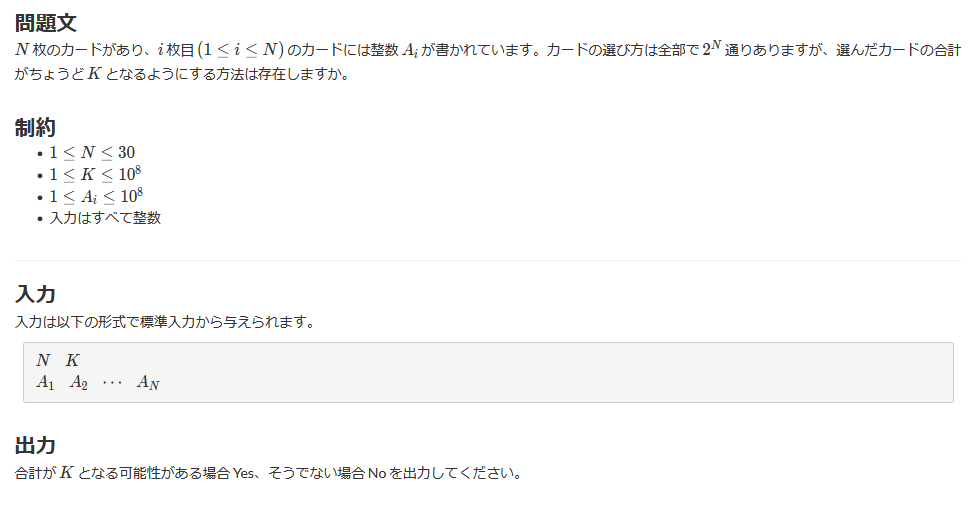 問題文
N 枚のカードがあり、i 枚目 (1 ≤ i ≤ N) のカードには整数 A_i が書かれています。カードの選び方は全部で 2^N 通りありますが、選んだカードの合計
がちょうど K となるようにする方法は存在しますか。
制約
• 1 ≤ N ≤ 30
• 1 ≤ K ≤ 10^8
• 1 ≤ A_i ≤ 10^8
• 入力はすべて整数
入力
入力は以下の形式で標準入力から与えられます。
N K
A_1 A_2 ⋯ A_N
出力
合計が K となる可能性がある場合 Yes、そうでない場合 No を出力してください。